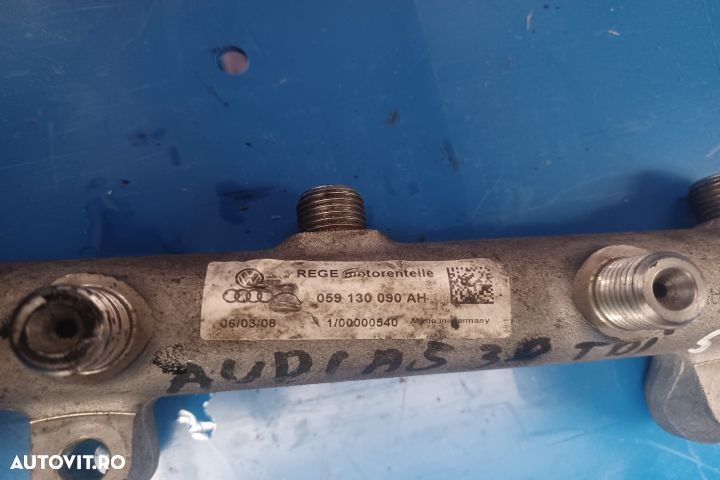 REGE motorenteile
059 130 090 AH
06/03/08 1/00000540 Made in Germany
AUDI A5 3.0 TDI
AUTOVIT.RO